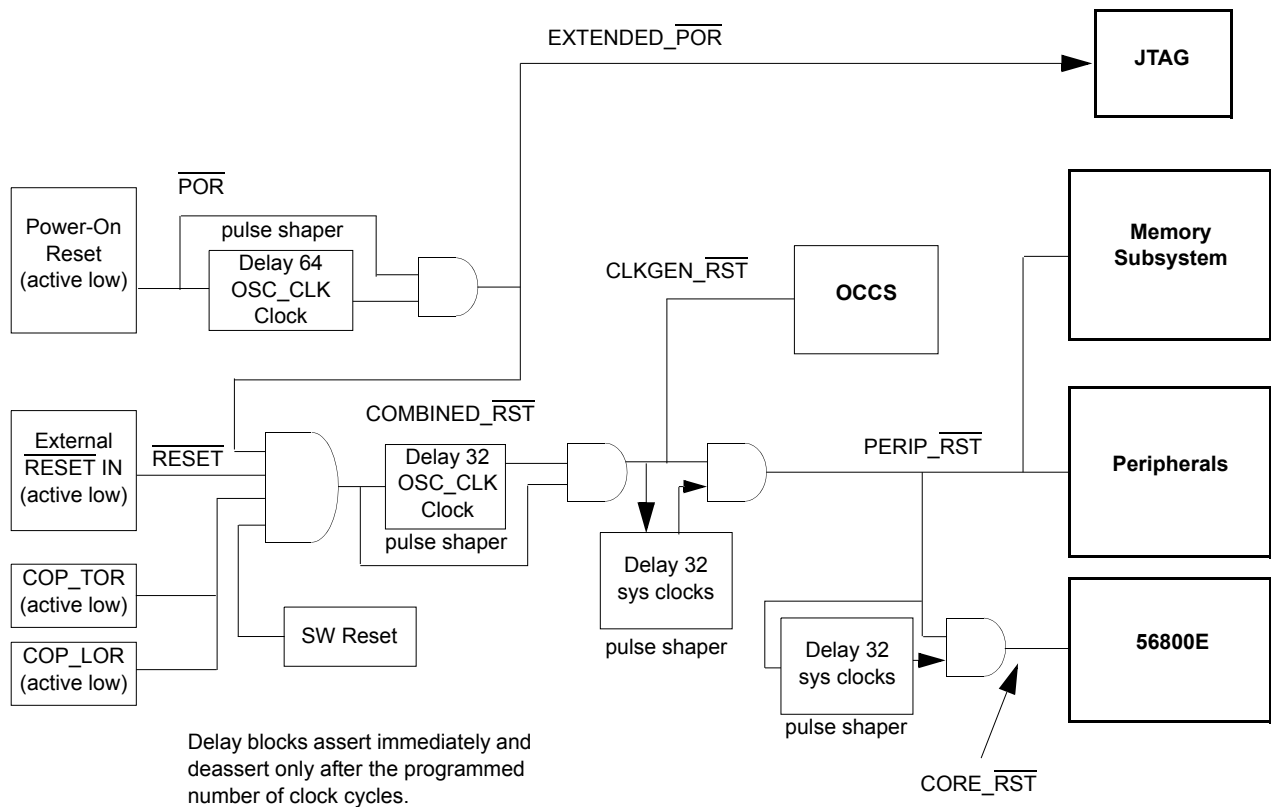 EXTENDED_POR
JTAG
POR
Power-On
Reset
(active low)
pulse shaper
Delay 64
OSC_CLK
Clock
CLKGEN_RST
OCCS
Memory
Subsystem
External
RESET IN
(active low)
RESET
COMBINED_RST
Delay 32
OSC_CLK
Clock
pulse shaper
PERIP_RST
Peripherals
COP_TOR
(active low)
SW Reset
Delay 32
sys clocks
pulse shaper
COP_LOR
(active low)
Delay 32
sys clocks
pulse shaper
56800E
CORE_RST
Delay blocks assert immediately and
deassert only after the programmed
number of clock cycles.